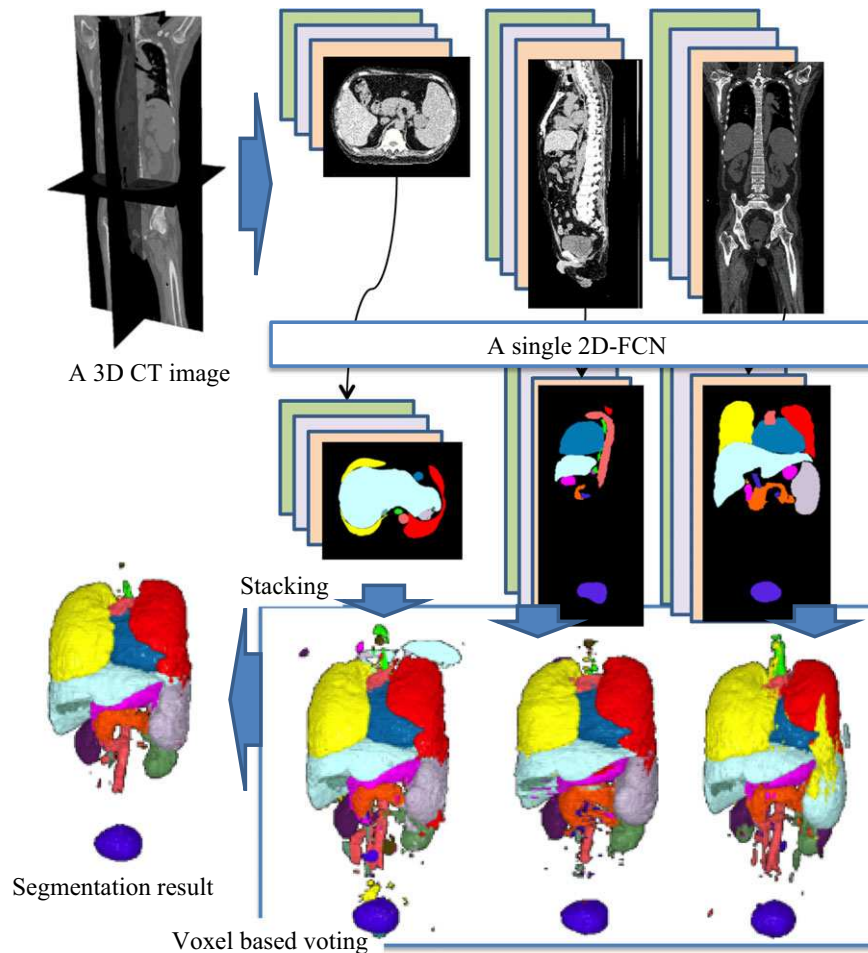 A 3D CT image
A single 2D-FCN
Stacking
Segmentation result
Voxel based voting